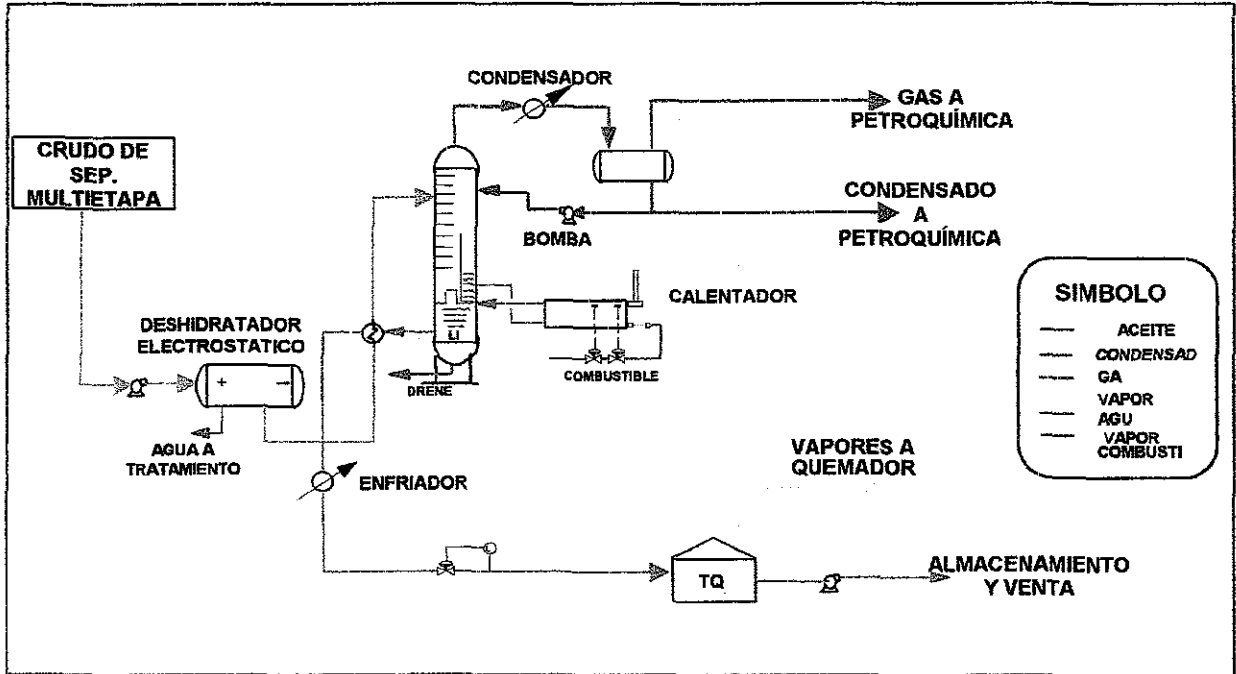 CONDENSADOR
GAS A
PETROQUÍMICA
CRUDO DE
SEP.
MULTIETAPA
CONDENSADO
A
PETROQUÍMICA
BOMBA
CALENTADOR
DESHIDRATADOR
ELECTROSTATICO
+ –
COMBUSTIBLE
DRENE
AGUA A
TRATAMIENTO
ENFRIADOR
VAPORES A
QUEMADOR
SIMBOLO
ACEITE
CONDENSAD
GA
VAPOR
AGU
VAPOR
COMBUSTI
TQ
ALMACENAMIENTO
Y VENTA